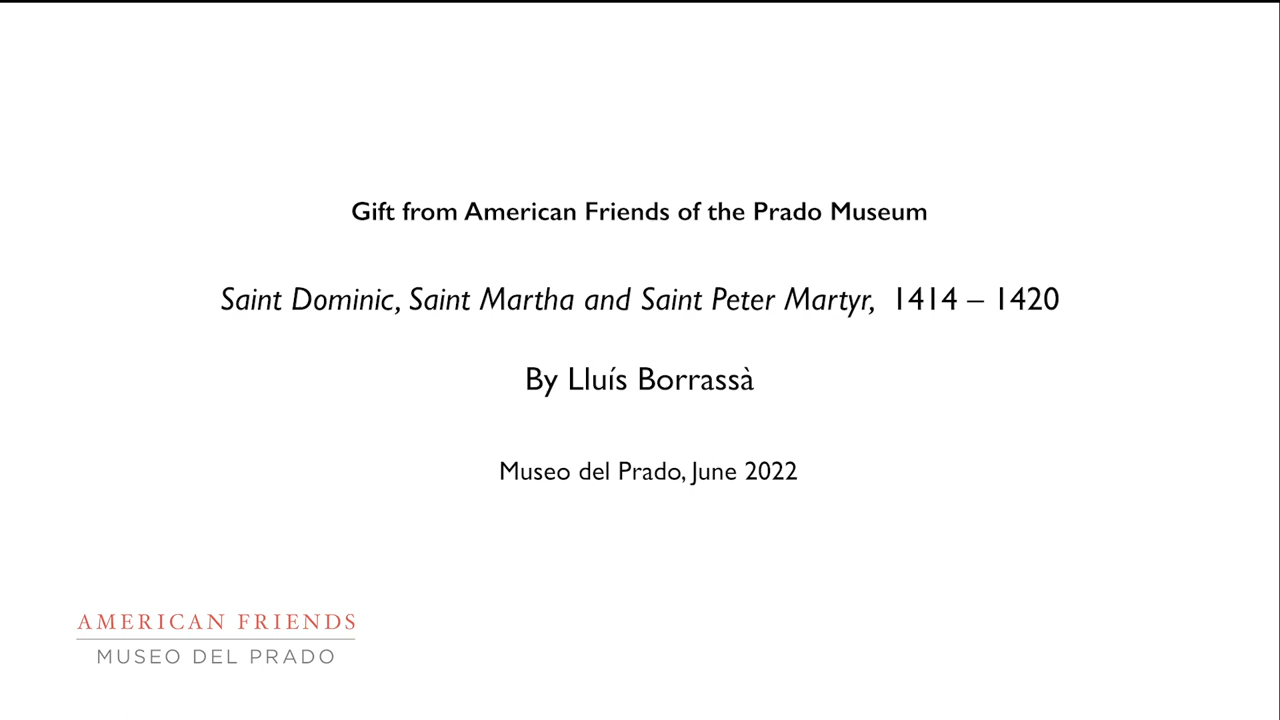 Gift from American Friends of the Prado Museum
Saint Dominic, Saint Martha and Saint Peter Martyr, 1414 – 1420
By Lluís Borrassà
Museo del Prado, June 2022
AMERICAN FRIENDS
MUSEO DEL PRADO